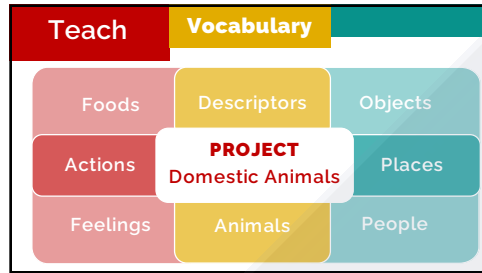 Teach Vocabulary
Foods Descriptors Objects
PROJECT
Actions Domestic Animals Places
Feelings Animals People